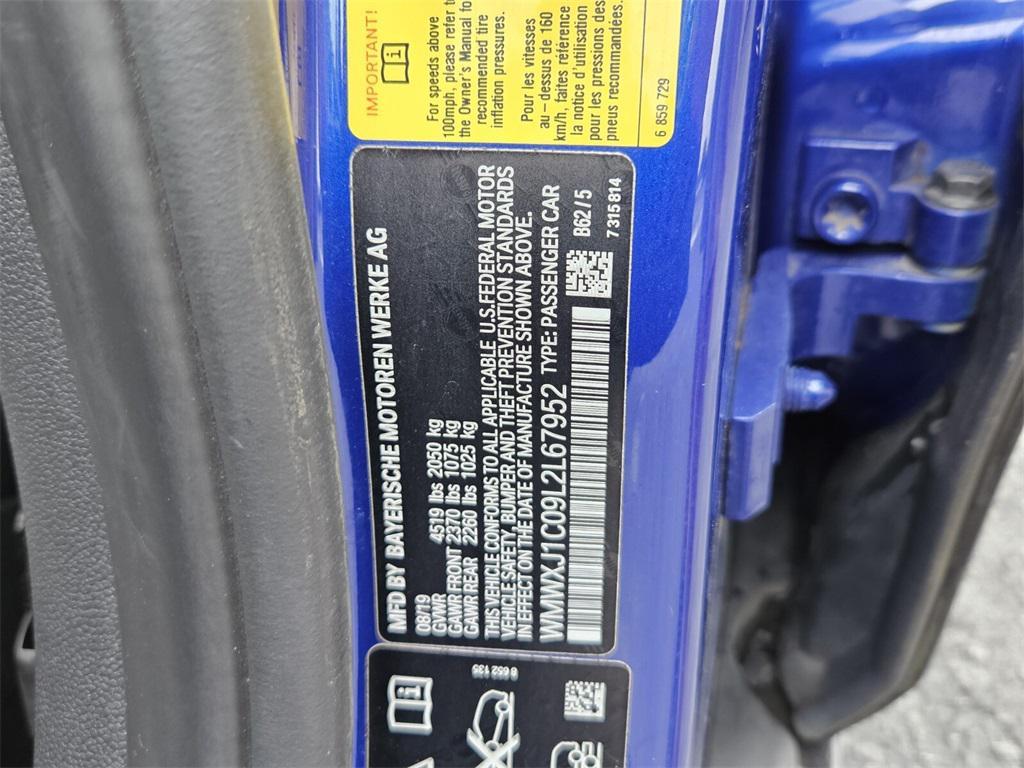 MFD BY BAYERISCHE MOTOREN WERKE AG
08/19
GVWR 4519 lbs 2050 kg
GAWR FRONT 2370 lbs 1075 kg
GAWR REAR 2260 lbs 1025 kg
THIS VEHICLE CONFORMS TO ALL APPLICABLE U.S.FEDERAL MOTOR
VEHICLE SAFETY, BUMPER AND THEFT PREVENTION STANDARDS
IN EFFECT ON THE DATE OF MANUFACTURE SHOWN ABOVE.
WMWXJ1C09L2L67952 TYPE: PASSENGER CAR
B62 / 5
7 315 814
IMPORTANT!
For speeds above
100mph, please refer to
the Owner's Manual for
recommended tire
inflation pressures.
Pour les vitesses
au-dessus de 160
km/h, faites référence
la notice d'utilisation
pour les pressions des
pneus recommandées.
6 859 729